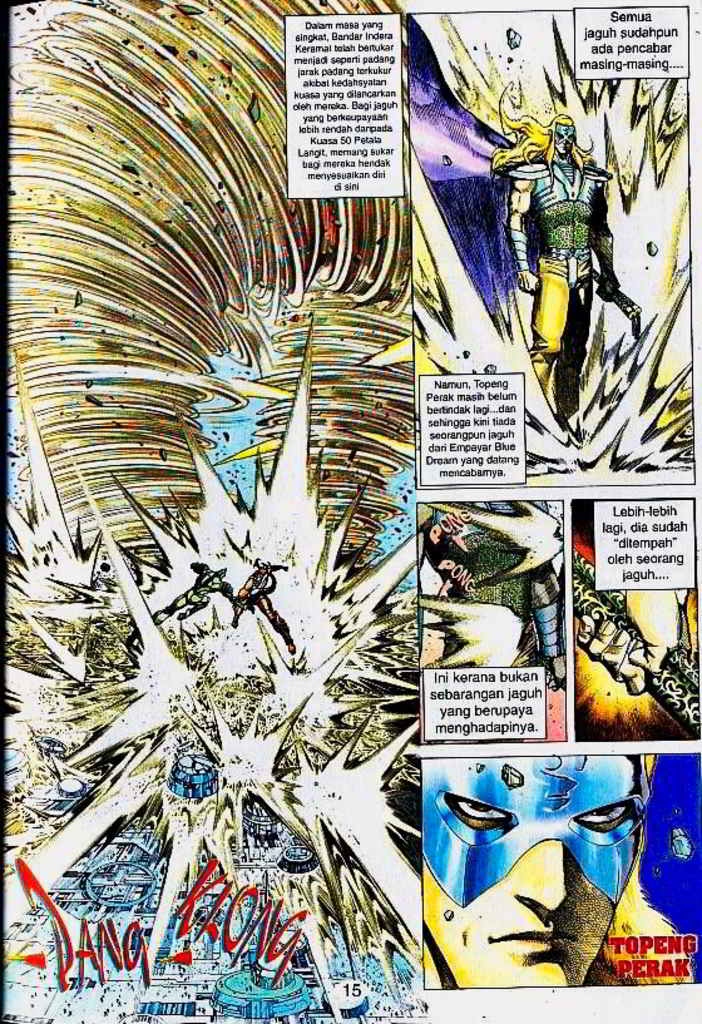 Dalam masa yang
singkat, Bandar Indera
Keramat telah bertukar
menjadi seperti padang
jarak padang terkukur
akibat kedahsyatan
kuasa yang dilancarkan
oleh mereka. Bagi jaguh
yang berkeupayaan
lebih rendah daripada
Kuasa 50 Petala
Langit, memang sukar
bagi mereka hendak
menyesuaikan diri
di sini
Semua
jaguh sudahpun
ada pencabar
masing-masing....
Namun, Topeng
Perak masih belum
bertindak lagi...dan
sehingga kini tiada
seorangpun jaguh
dari Empayar Blue
Dream yang datang
mencabarnya.
PONG
PONG
Ini kerana bukan
sebarangan jaguh
yang berupaya
menghadapinya.
Lebih-lebih
lagi, dia sudah
"ditempah"
oleh seorang
jaguh....
PANG
KLONG
TOPENG
PERAK
15